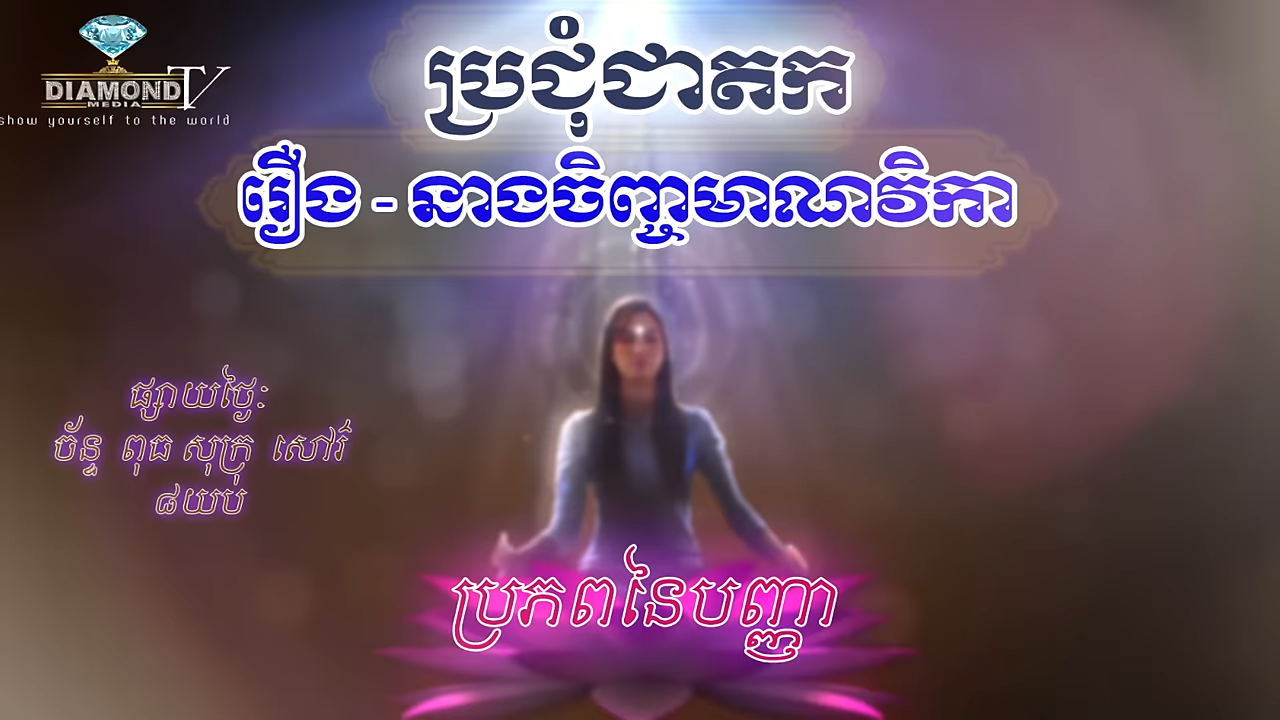 DIAMOND TV
MEDIA
show yourself to the world
ប្រជុំជាតក
រឿង - នាងចិញ្ចមាណវិកា
ផ្សាយថ្ងៃៈ
ច័ន្ទ ពុធ សុក្រ សៅរ៍
៨យប់
ប្រភពនៃបញ្ញា